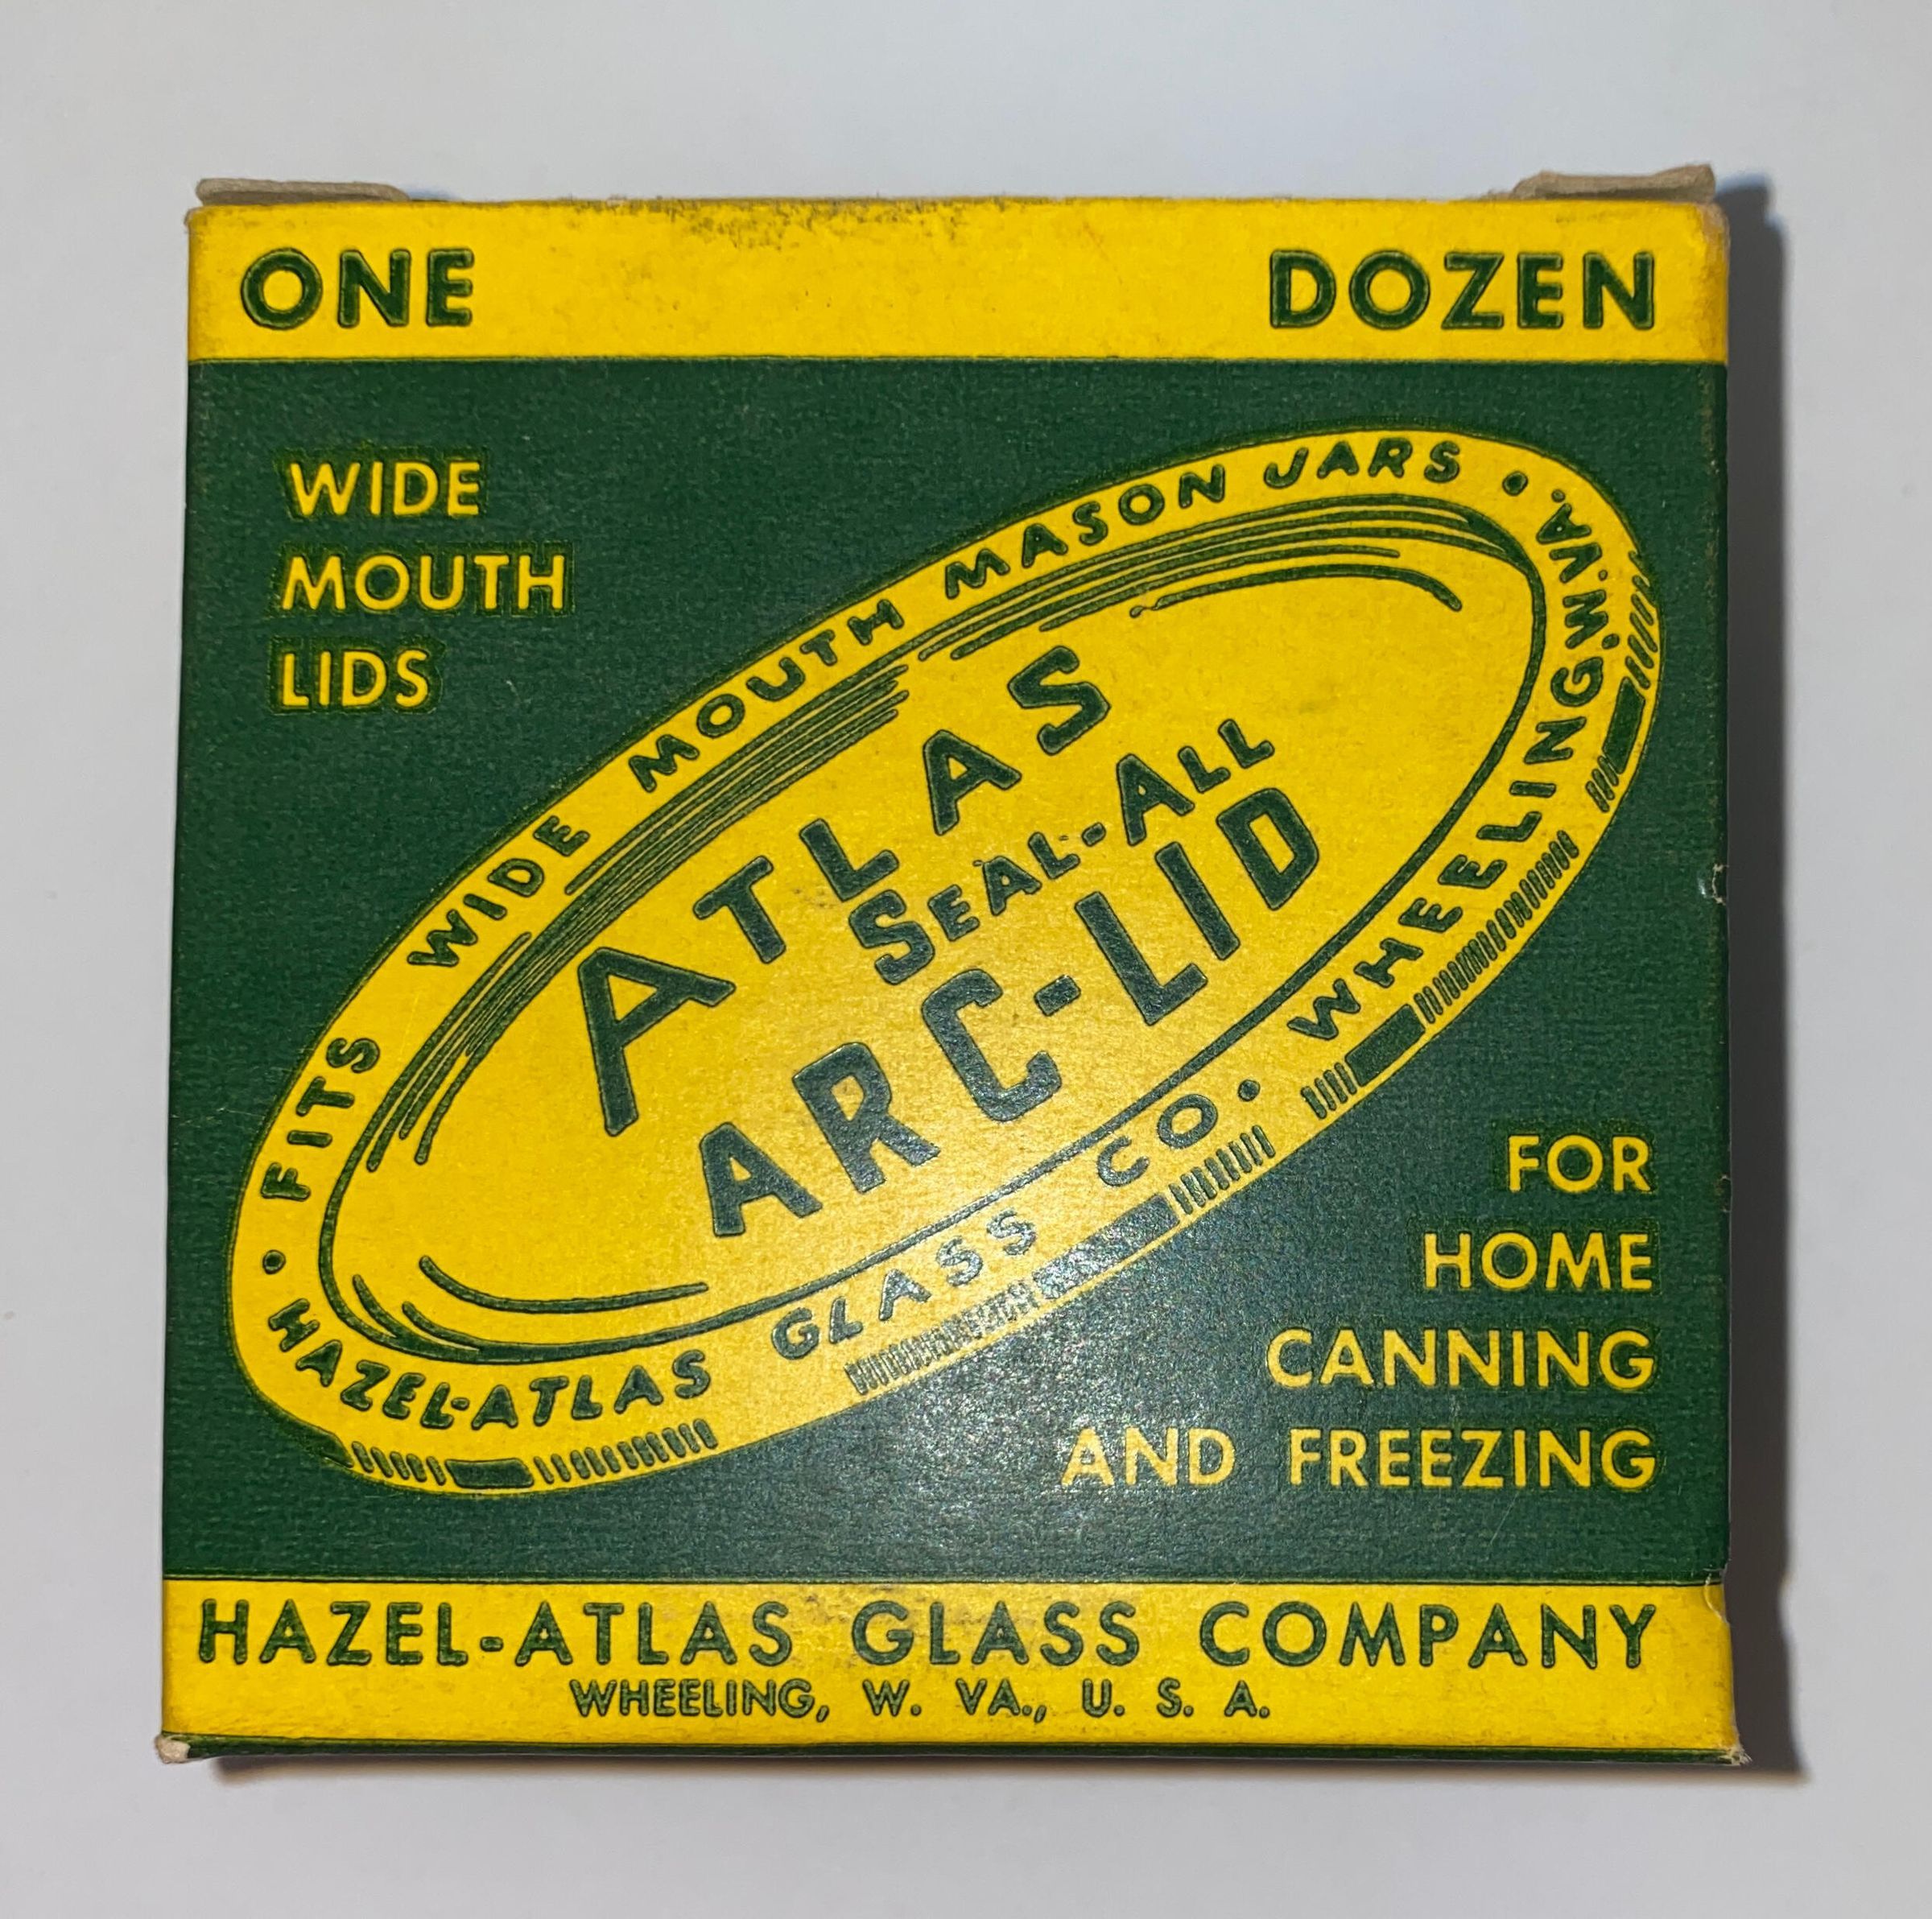 ONE DOZEN
WIDE
MOUTH
LIDS
• FITS WIDE MOUTH MASON JARS •
ATLAS
SEAL-ALL
ARC-LID
HAZEL-ATLAS GLASS CO. WHEELING, W. VA.
FOR
HOME
CANNING
AND FREEZING
HAZEL-ATLAS GLASS COMPANY
WHEELING, W. VA., U. S. A.